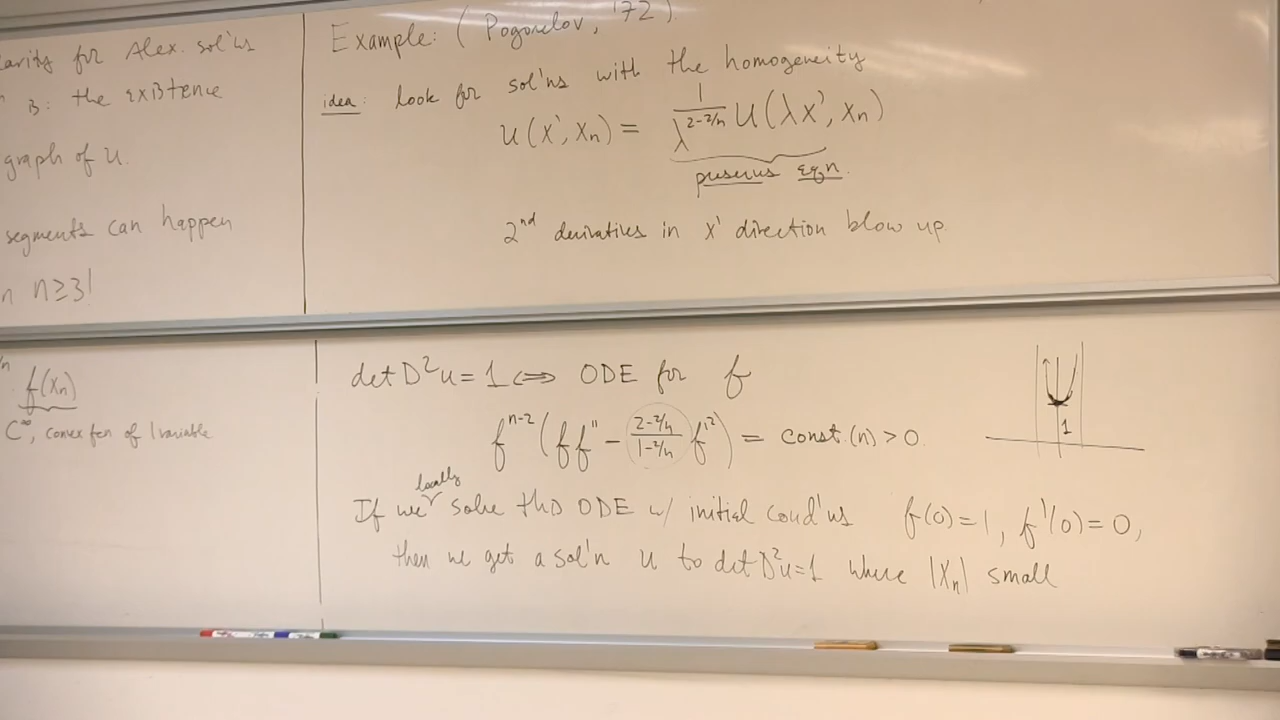 arity for Alex. sol'ns
B: the existence
graph of u.
segments can happen
n n≥3!
Example: (Pogorelov, '72)
idea: look for sol'ns with the homogeneity
u(x', xₙ) = 1/λ^(2-2/n) u(λx', xₙ)
preserves eqn.
2nd derivatives in x' direction blow up
f(xₙ)
C^∞, convex fcn of 1 variable
det D²u = 1 ⟺ ODE for f
f^(n-2) (f f'' - (2-2/n)/(1-2/n) f'²) = const.(n) > 0.
If we locally solve this ODE w/ initial cond'ns f(0)=1, f'(0)=0,
then we get a sol'n u to det D²u=1 where |xₙ| small
1